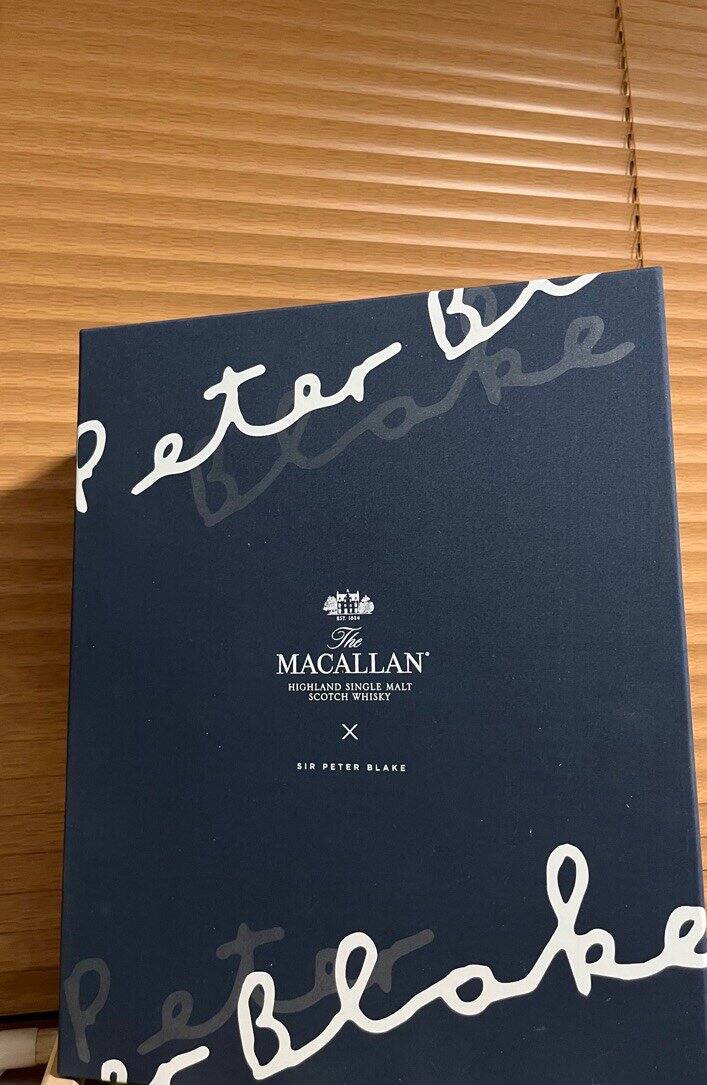 Peter Bl
Blake
EST. 1824
The
MACALLAN®
HIGHLAND SINGLE MALT
SCOTCH WHISKY
X
SIR PETER BLAKE
Peter
r Blake